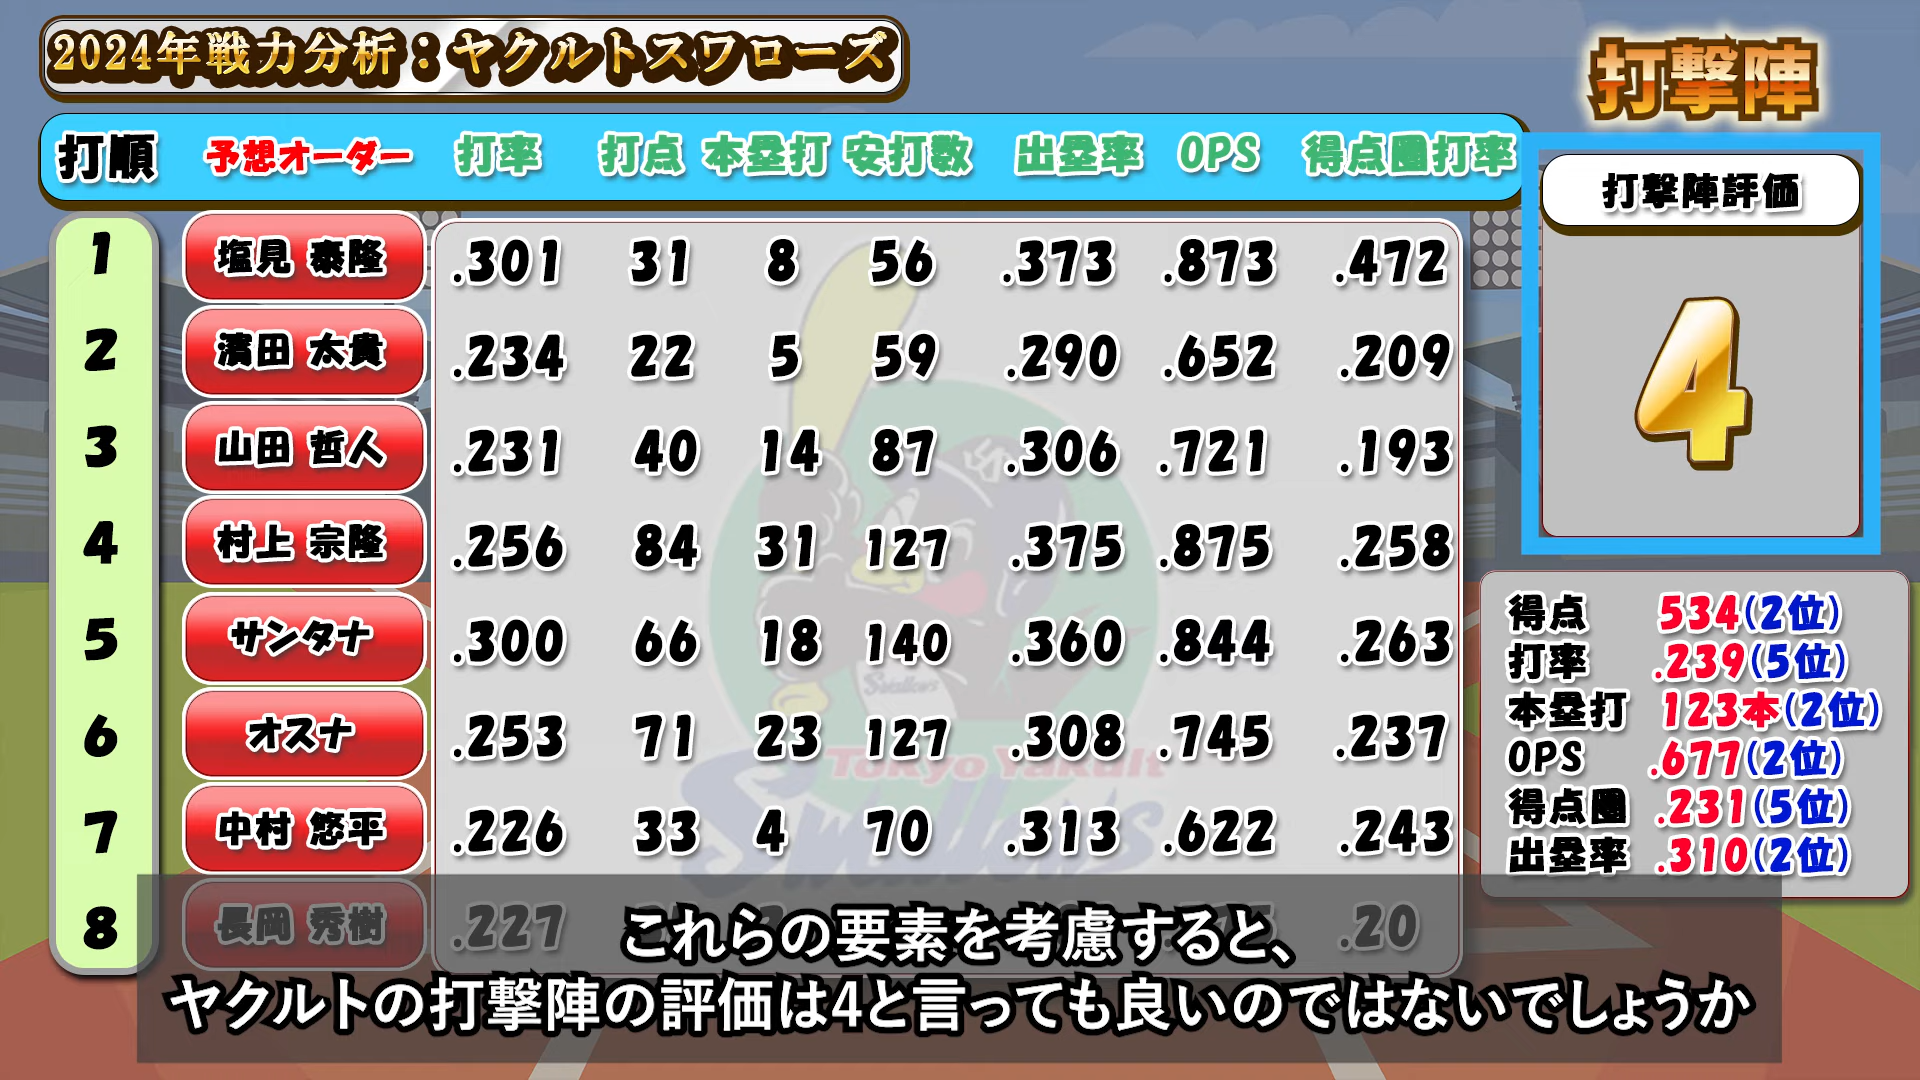 2024年戦力分析：ヤクルトスワローズ
打撃陣
打順 予想オーダー 打率 打点 本塁打 安打数 出塁率 OPS 得点圏打率
1 塩見 泰隆 .301 31 8 56 .373 .873 .472
2 濱田 太貴 .234 22 5 59 .290 .652 .209
3 山田 哲人 .231 40 14 87 .306 .721 .193
4 村上 宗隆 .256 84 31 127 .375 .875 .258
5 サンタナ .300 66 18 140 .360 .844 .263
6 オスナ .253 71 23 127 .308 .745 .237
7 中村 悠平 .226 33 4 70 .313 .622 .243
8 長岡 秀樹 .227 .20
打撃陣評価
4
得点 534(2位)
打率 .239(5位)
本塁打 123本(2位)
OPS .677(2位)
得点圏 .231(5位)
出塁率 .310(2位)
Swallows
Tokyo Yakult
Swallows
これらの要素を考慮すると、
ヤクルトの打撃陣の評価は4と言っても良いのではないでしょうか